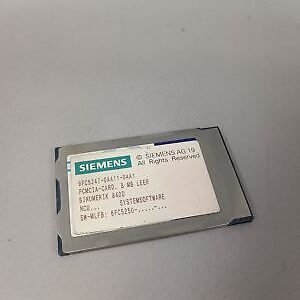 SIEMENS
© SIEMENS AG 19
All Rights Reserved
6FC5247-0AA11-0AA1
PCMCIA-CARD, 8 MB LEER
SINUMERIK 840D
NCU... SYSTEMSOFTWARE
SW-MLFB: 6FC5250-.....-....